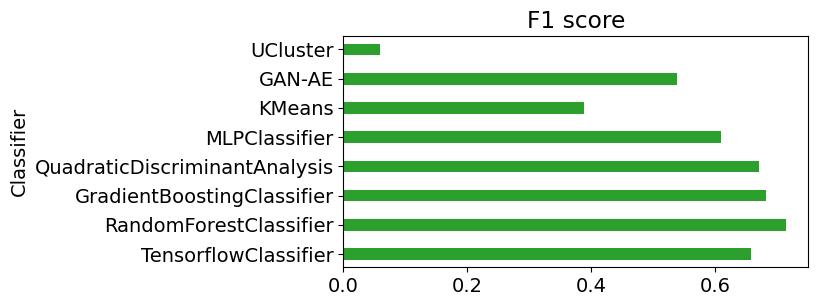 F1 score
Classifier
UCluster
GAN-AE
KMeans
MLPClassifier
QuadraticDiscriminantAnalysis
GradientBoostingClassifier
RandomForestClassifier
TensorflowClassifier
0.0 0.2 0.4 0.6